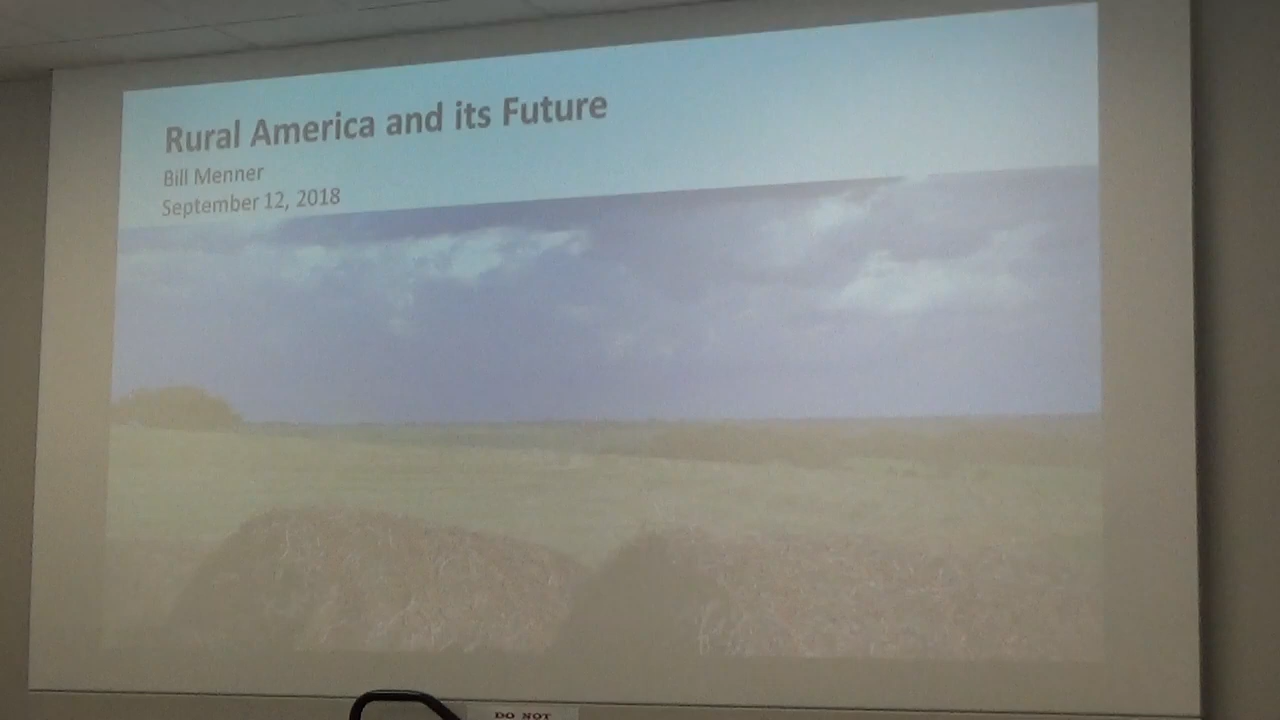 Rural America and its Future
Bill Menner
September 12, 2018
DO NOT